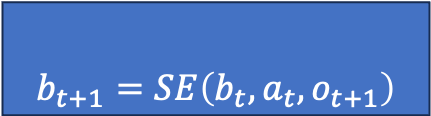 b_{t+1} = SE(b_t, a_t, o_{t+1})